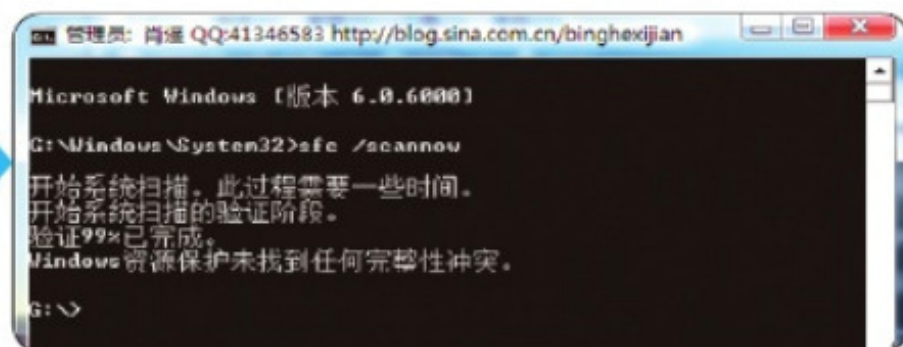 管理员: 肖遥 QQ:41346583 http://blog.sina.com.cn/binghexijian
Microsoft Windows [版本 6.0.6000]
G:\Windows\System32>sfc /scannow
开始系统扫描。此过程需要一些时间。
开始系统扫描的验证阶段。
验证99%已完成。
Windows资源保护未找到任何完整性冲突。
G:\>